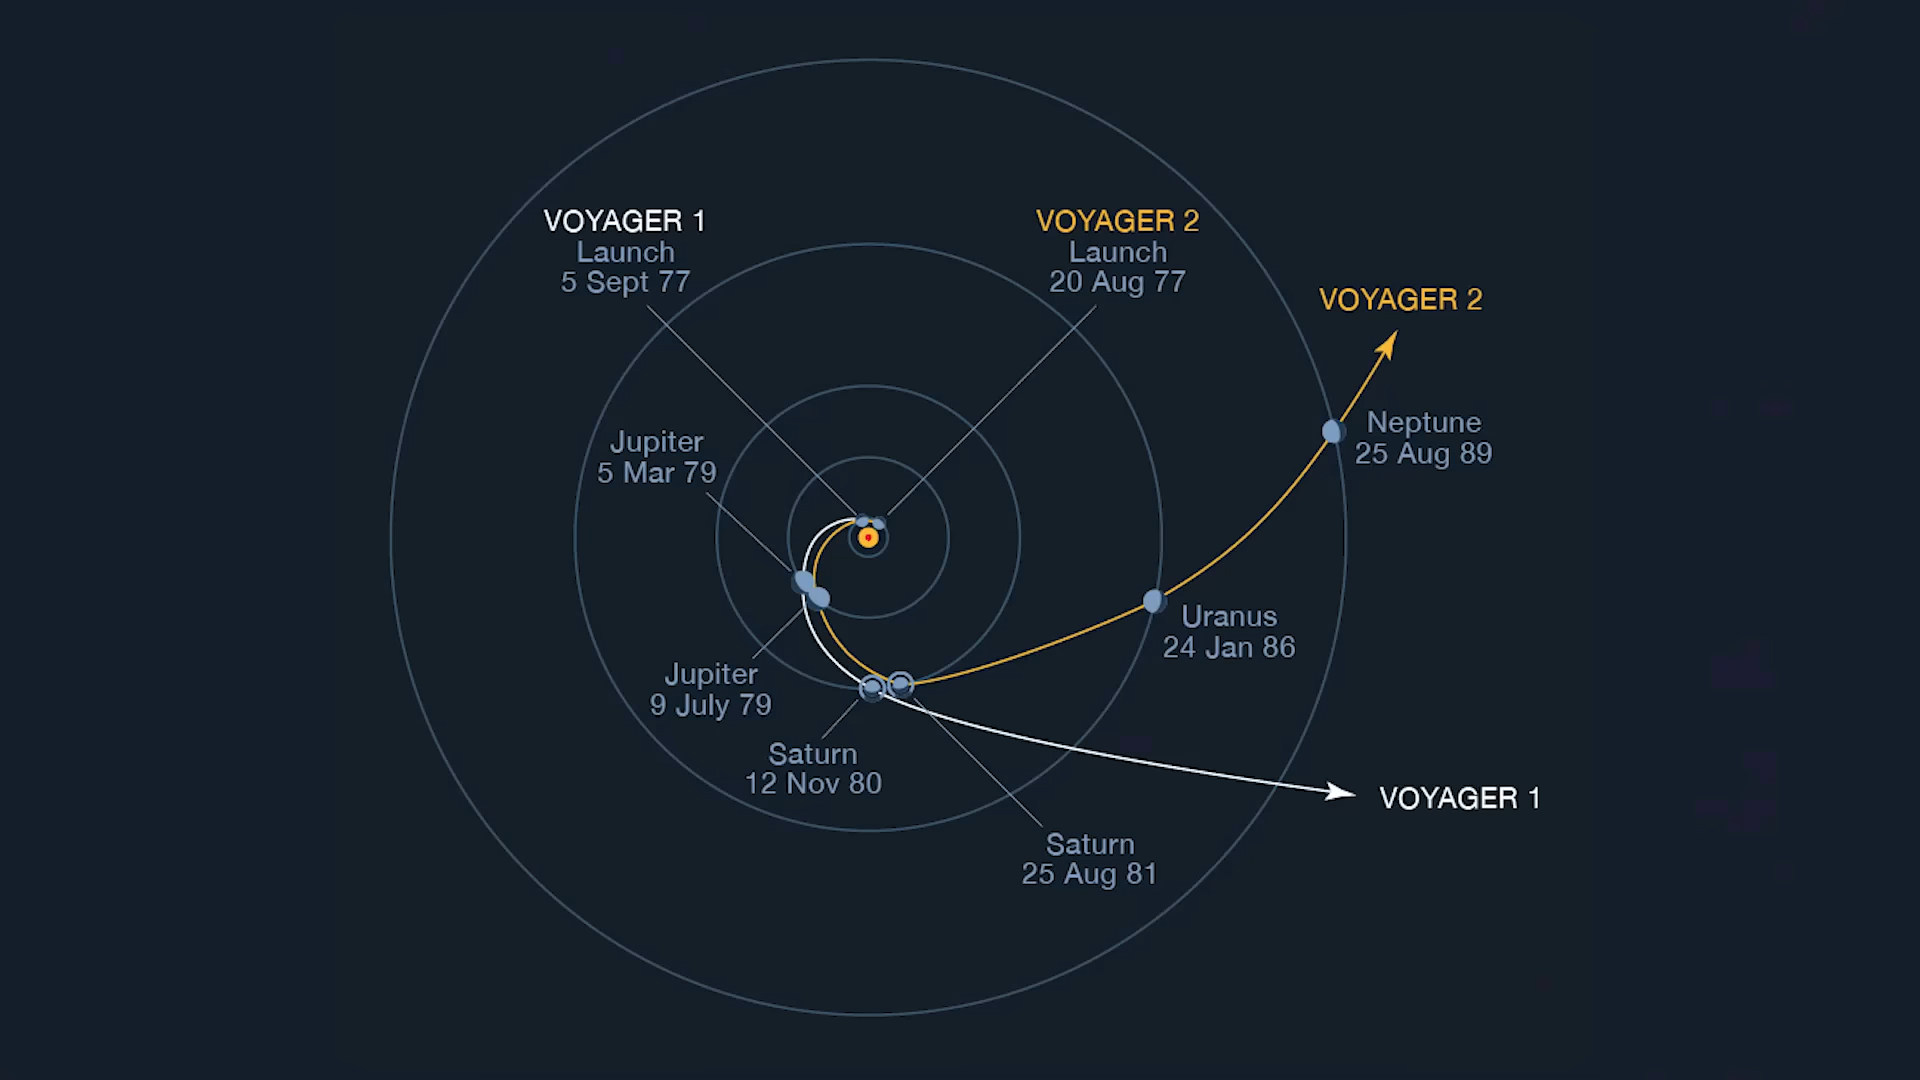 VOYAGER 1
Launch
5 Sept 77
VOYAGER 2
Launch
20 Aug 77
VOYAGER 2
Neptune
25 Aug 89
Jupiter
5 Mar 79
Uranus
24 Jan 86
Jupiter
9 July 79
Saturn
12 Nov 80
VOYAGER 1
Saturn
25 Aug 81